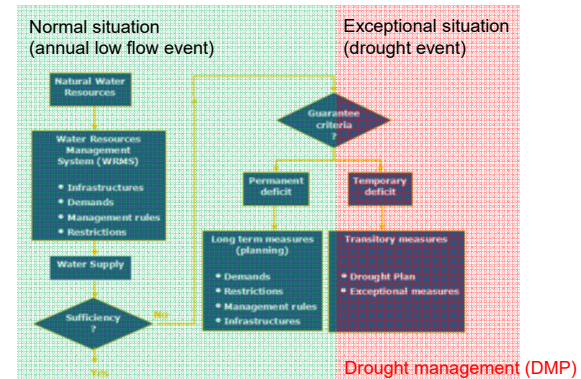 Normal situation
(annual low flow event)
Exceptional situation
(drought event)
Natural Water
Resources
Water Resources
Management
System (WRMS)
• Infrastructures
• Demands
• Management rules
• Restrictions
Water Supply
Sufficiency
?
No
Yes
Guarantee
criteria
?
Permanent
deficit
Temporary
deficit
Long term measures
(planning)
• Demands
• Restrictions
• Management rules
• Infrastructures
Transitory measures
• Drought Plan
• Exceptional measures
Drought management (DMP)